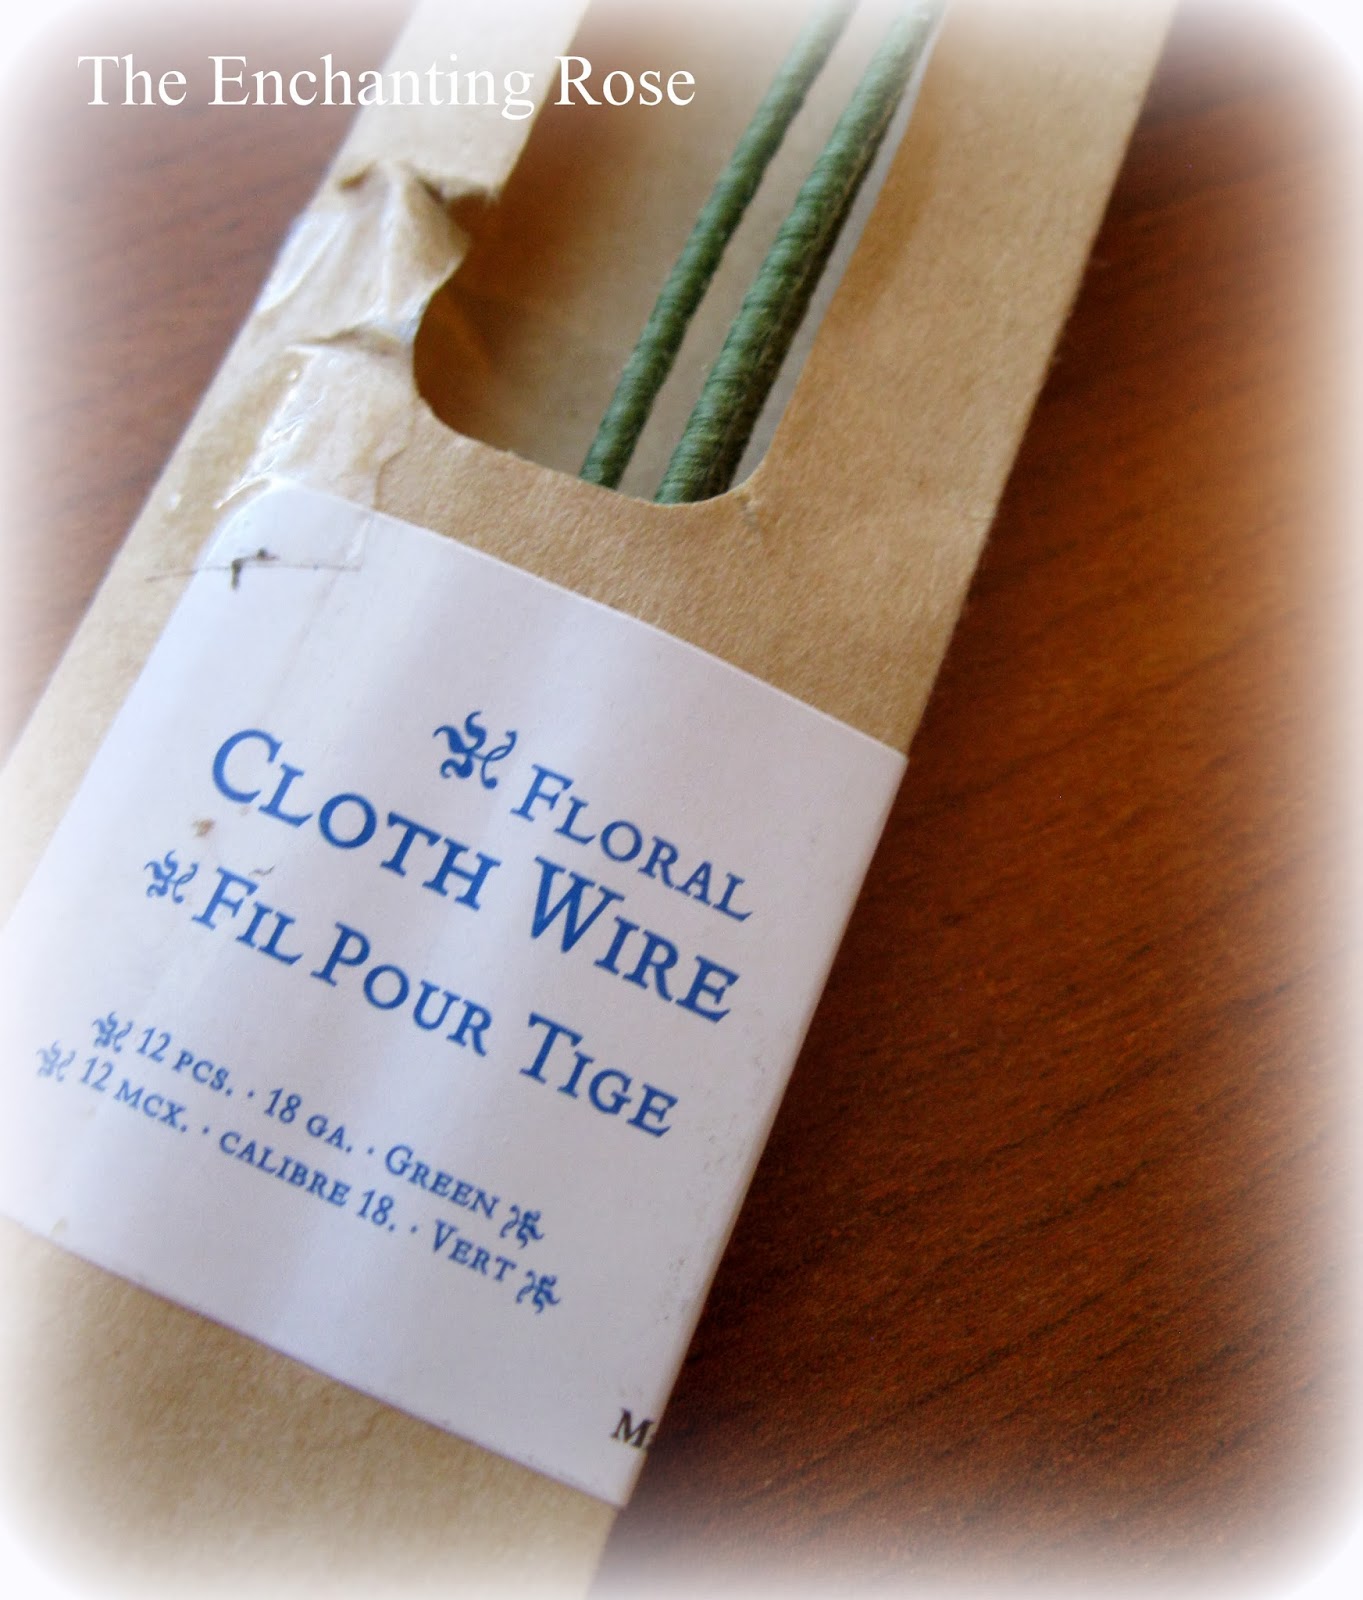 The Enchanting Rose
FLORAL
CLOTH WIRE
FIL POUR TIGE
12 PCS. · 18 GA. · GREEN
12 MCX. · CALIBRE 18. · VERT